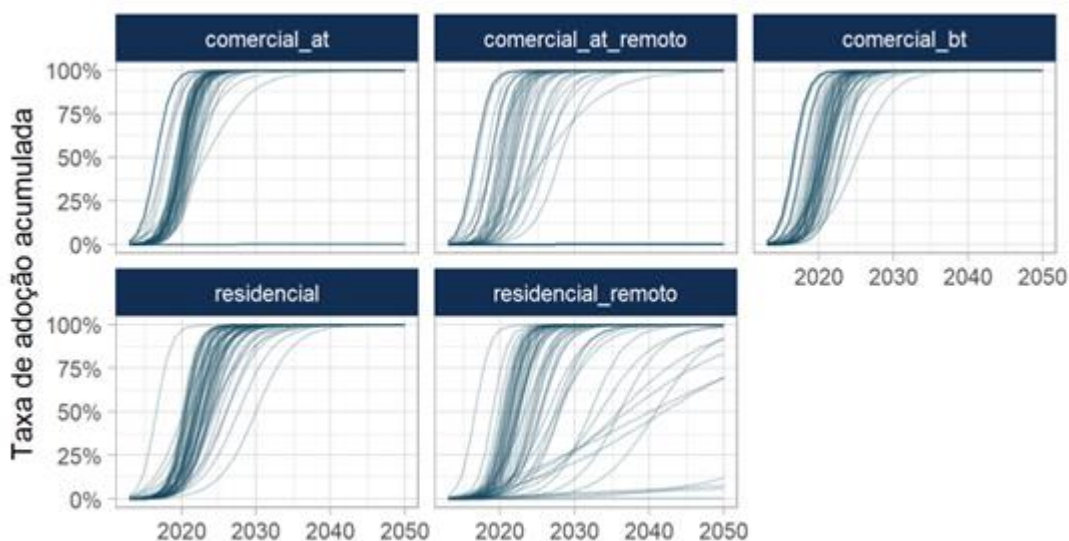 comercial_at comercial_at_remoto comercial_bt
Taxa de adoção acumulada
100%
75%
50%
25%
0%
2020 2030 2040 2050
residencial residencial_remoto
100%
75%
50%
25%
0%
2020 2030 2040 2050 2020 2030 2040 2050